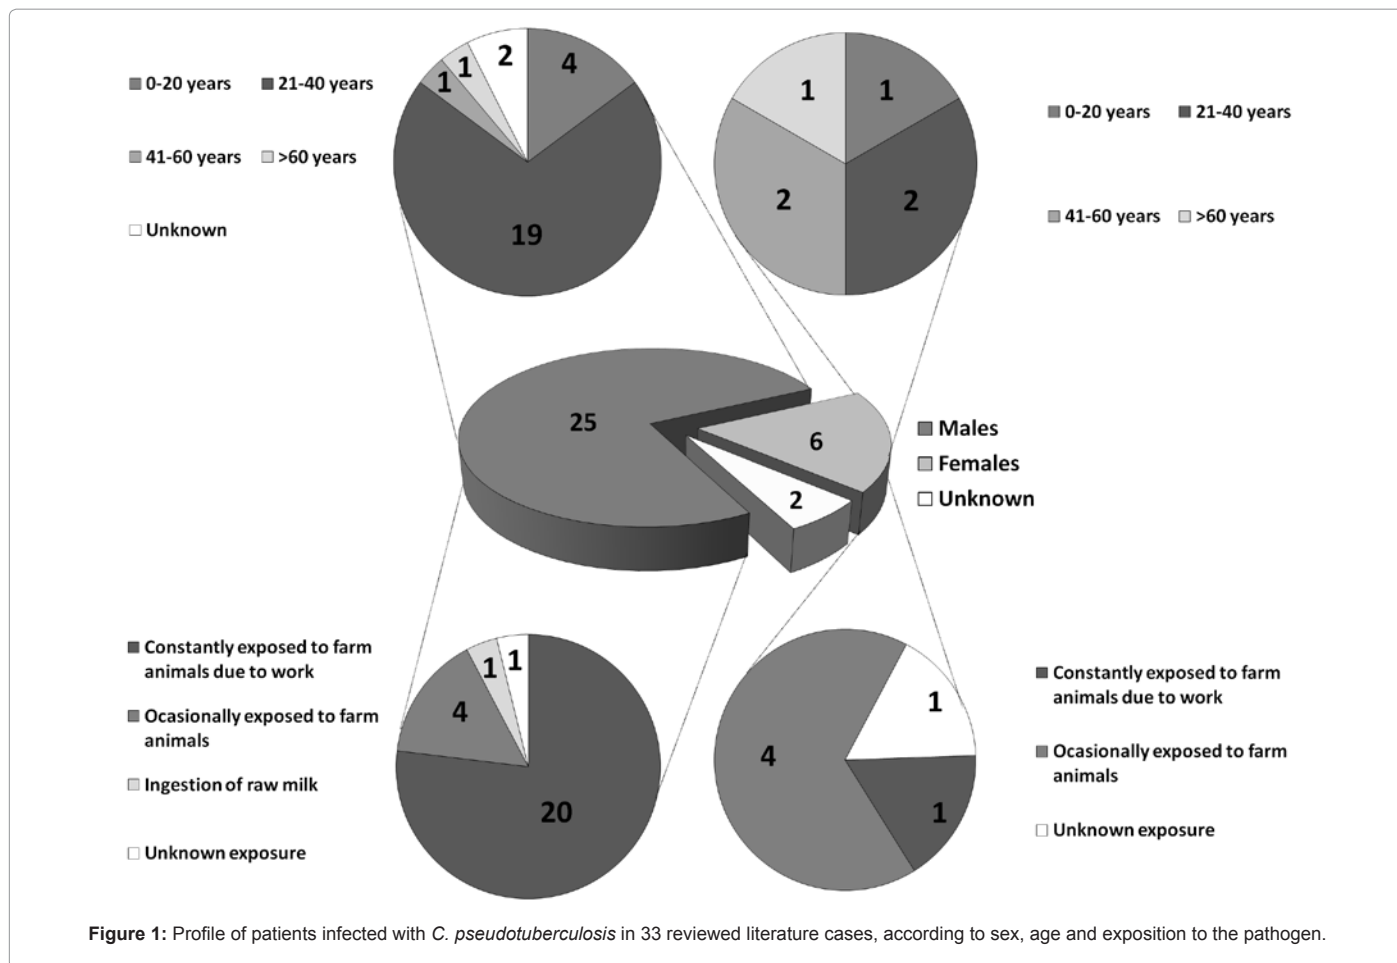 0-20 years
21-40 years
41-60 years
>60 years
Unknown
2
4
1
1
19
1
1
2
2
0-20 years
21-40 years
41-60 years
>60 years
25
6
2
Males
Females
Unknown
Constantly exposed to farm
animals due to work
Ocasionally exposed to farm
animals
Ingestion of raw milk
Unknown exposure
1
1
4
20
1
4
1
Constantly exposed to farm
animals due to work
Ocasionally exposed to farm
animals
Unknown exposure
Figure 1: Profile of patients infected with C. pseudotuberculosis in 33 reviewed literature cases, according to sex, age and exposition to the pathogen.